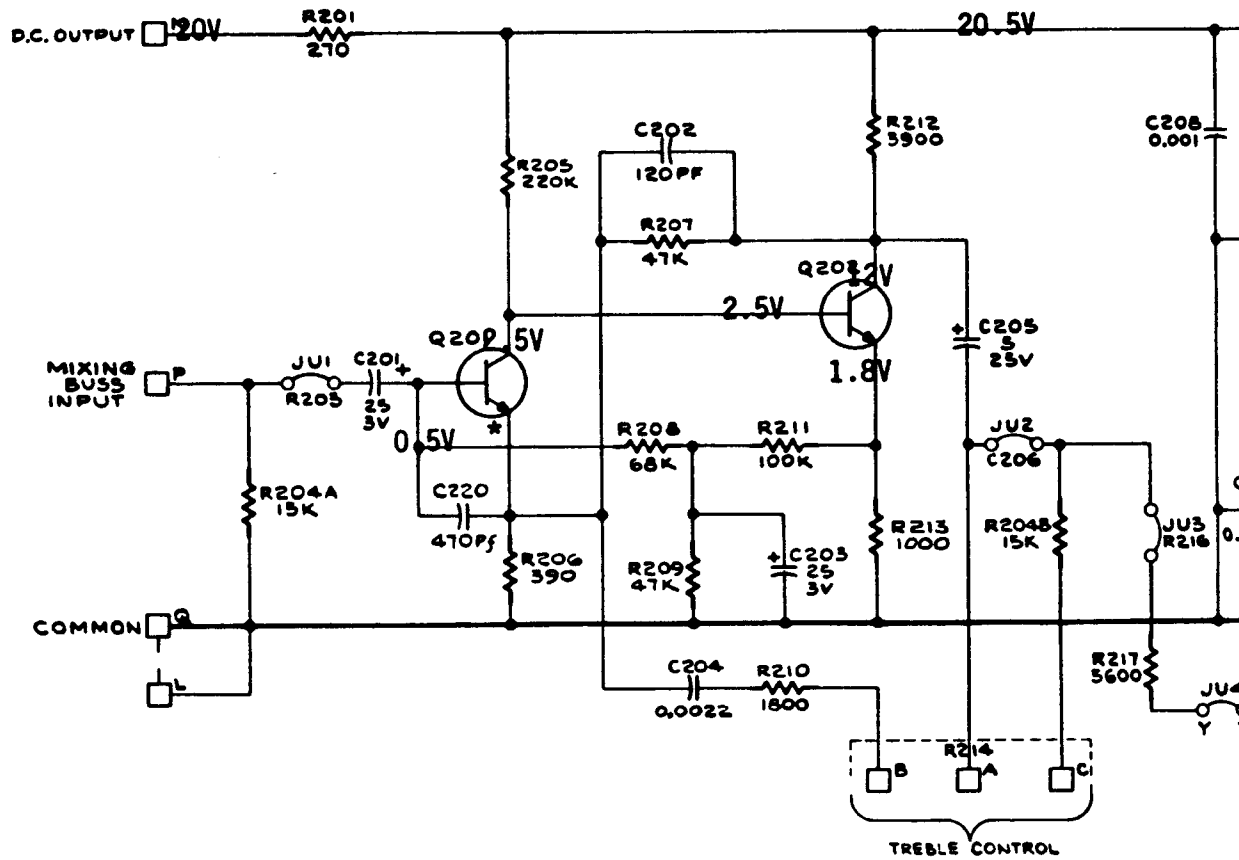 D.C. OUTPUT
20V
R201
270
20.5V
R205
220K
C202
120PF
R207
47K
R212
3900
C208
0.001
2V
2.5V
5V
1.8V
C205
5
25V
MIXING
BUSS
INPUT
P
JU1
R203
C201
+
25
3V
*
0.5V
R208
68K
R211
100K
JU2
C206
R204A
15K
C220
470Pf
R206
390
R209
47K
+
C203
25
3V
R213
1000
R204B
15K
JU3
R216
0.
COMMON
Q
L
C204
0.0022
R210
1800
R217
5600
JU4
Y
R214
B
A
C
TREBLE CONTROL